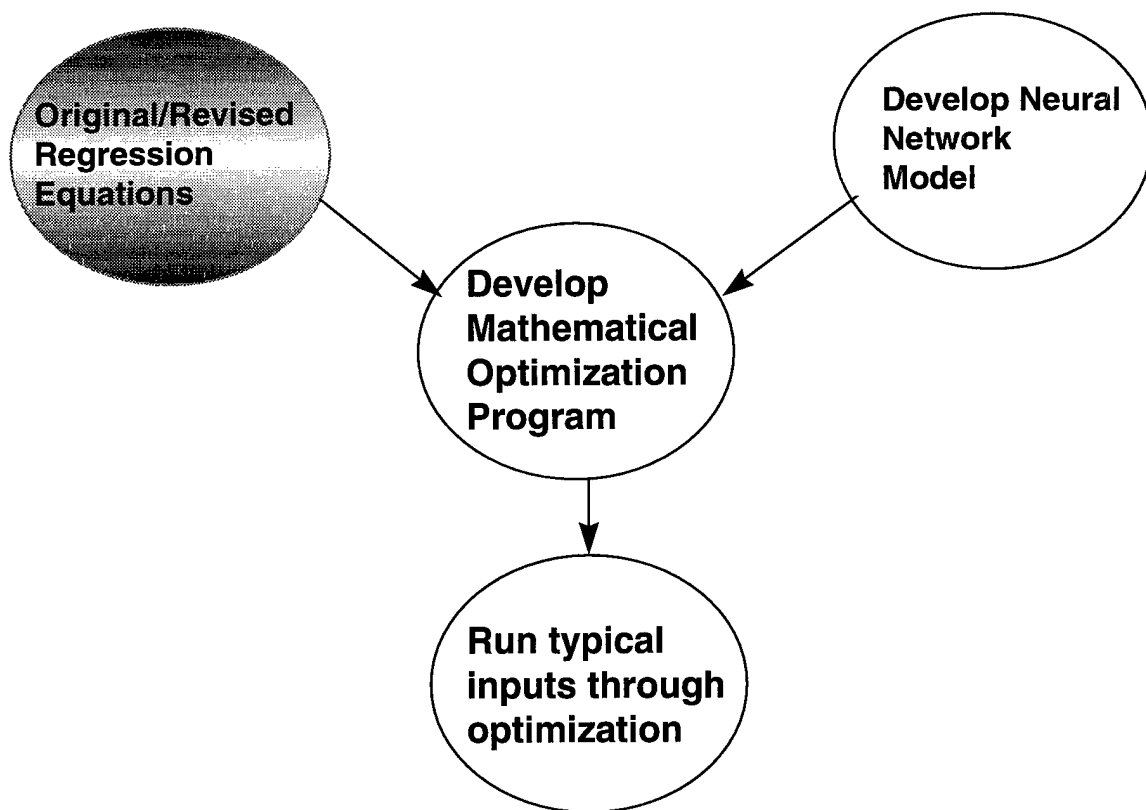 Original/Revised
Regression
Equations
Develop Neural
Network
Model
Develop
Mathematical
Optimization
Program
Run typical
inputs through
optimization